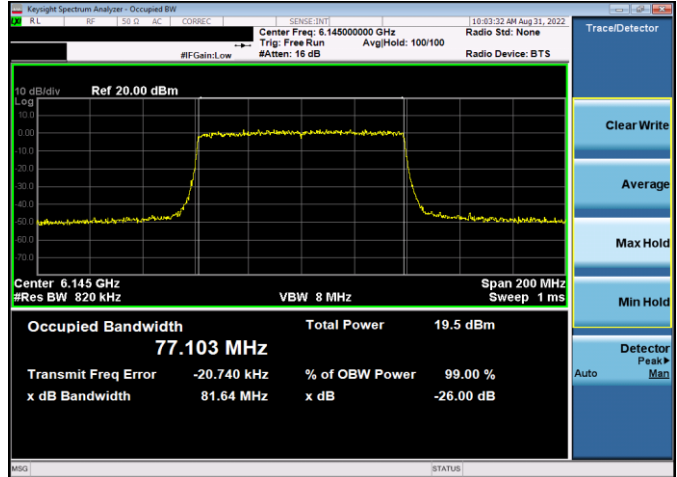 Keysight Spectrum Analyzer - Occupied BW
RL RF 50 Ω AC CORREC SENSE:INT 10:03:32 AM Aug 31, 2022
Center Freq: 6.145000000 GHz Radio Std: None
Trig: Free Run Avg|Hold: 100/100
#IFGain:Low #Atten: 16 dB Radio Device: BTS
Trace/Detector
10 dB/div Ref 20.00 dBm
Log
10.0
0.00
-10.0
-20.0
-30.0
-40.0
-50.0
-60.0
-70.0
Center 6.145 GHz Span 200 MHz
#Res BW 820 kHz VBW 8 MHz Sweep 1 ms
Occupied Bandwidth Total Power 19.5 dBm
77.103 MHz
Transmit Freq Error -20.740 kHz % of OBW Power 99.00 %
x dB Bandwidth 81.64 MHz x dB -26.00 dB
Clear Write
Average
Max Hold
Min Hold
Detector
Peak▶
Auto Man
MSG STATUS